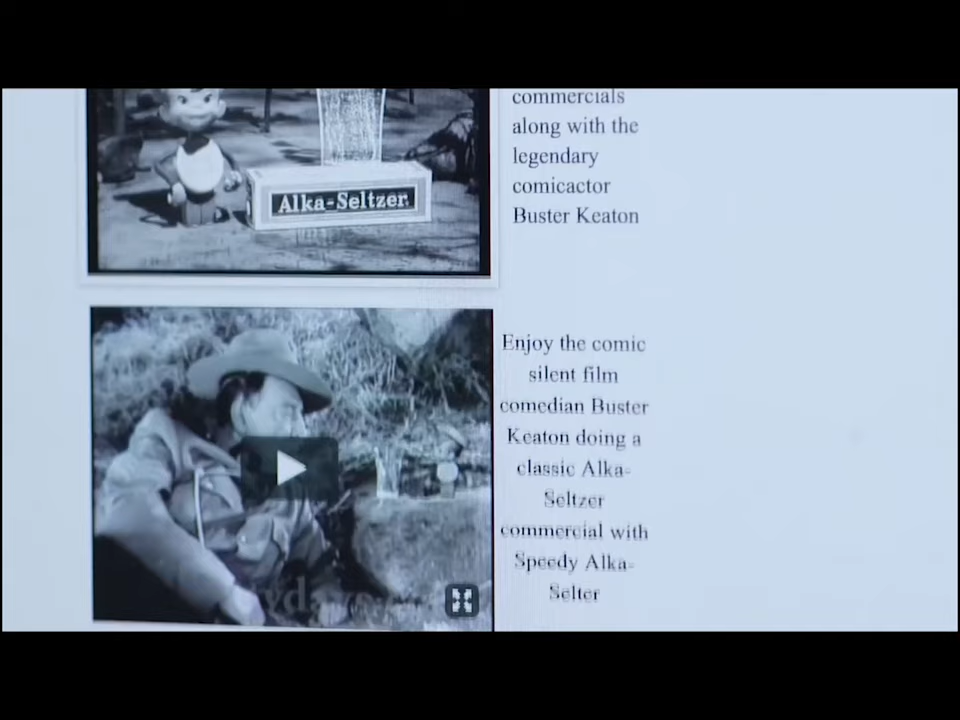 commercials
along with the
legendary
comicactor
Buster Keaton
Alka-Seltzer
Enjoy the comic
silent film
comedian Buster
Keaton doing a
classic Alka-
Seltzer
commercial with
Speedy Alka-
Selter